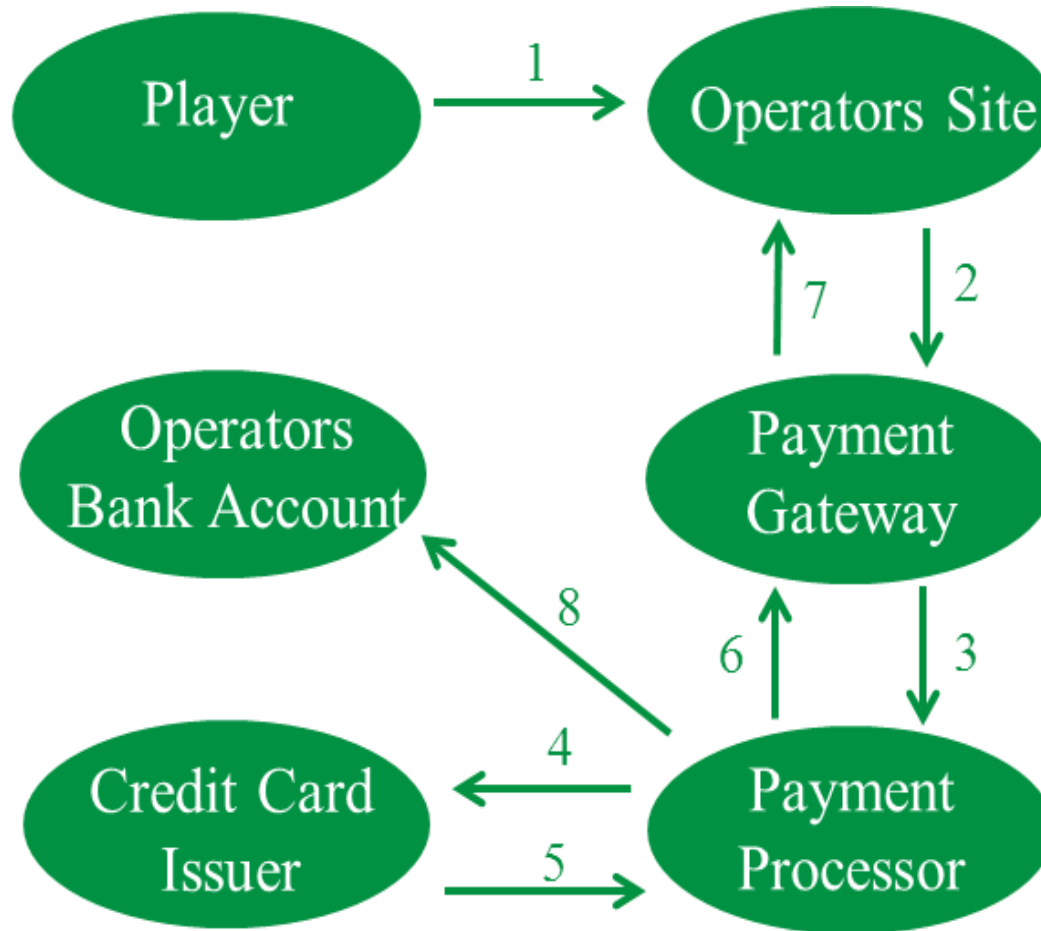 Player
1
Operators Site
7
2
Operators
Bank Account
Payment
Gateway
8
6
3
4
Credit Card
Issuer
5
Payment
Processor